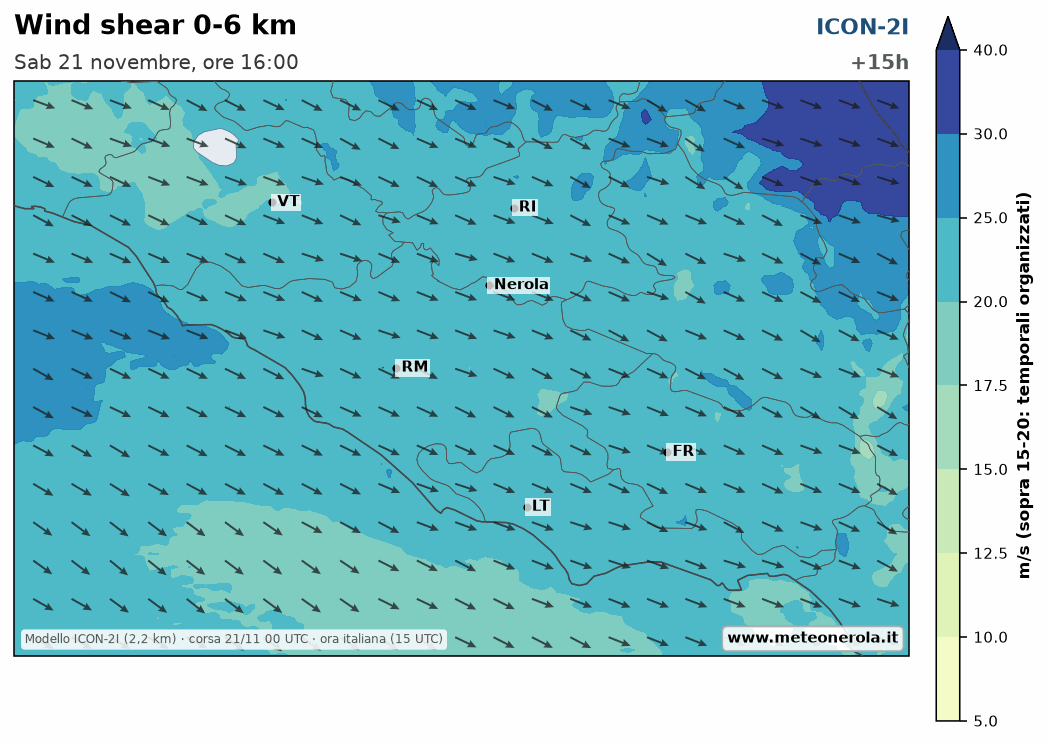 Wind shear 0-6 km
ICON-2I
Sab 21 novembre, ore 16:00
+15h
VT
RI
Nerola
RM
FR
LT
Modello ICON-2I (2,2 km) · corsa 21/11 00 UTC · ora italiana (15 UTC)
www.meteonerola.it
40.0
30.0
25.0
20.0
17.5
15.0
12.5
10.0
5.0
m/s (sopra 15-20: temporali organizzati)